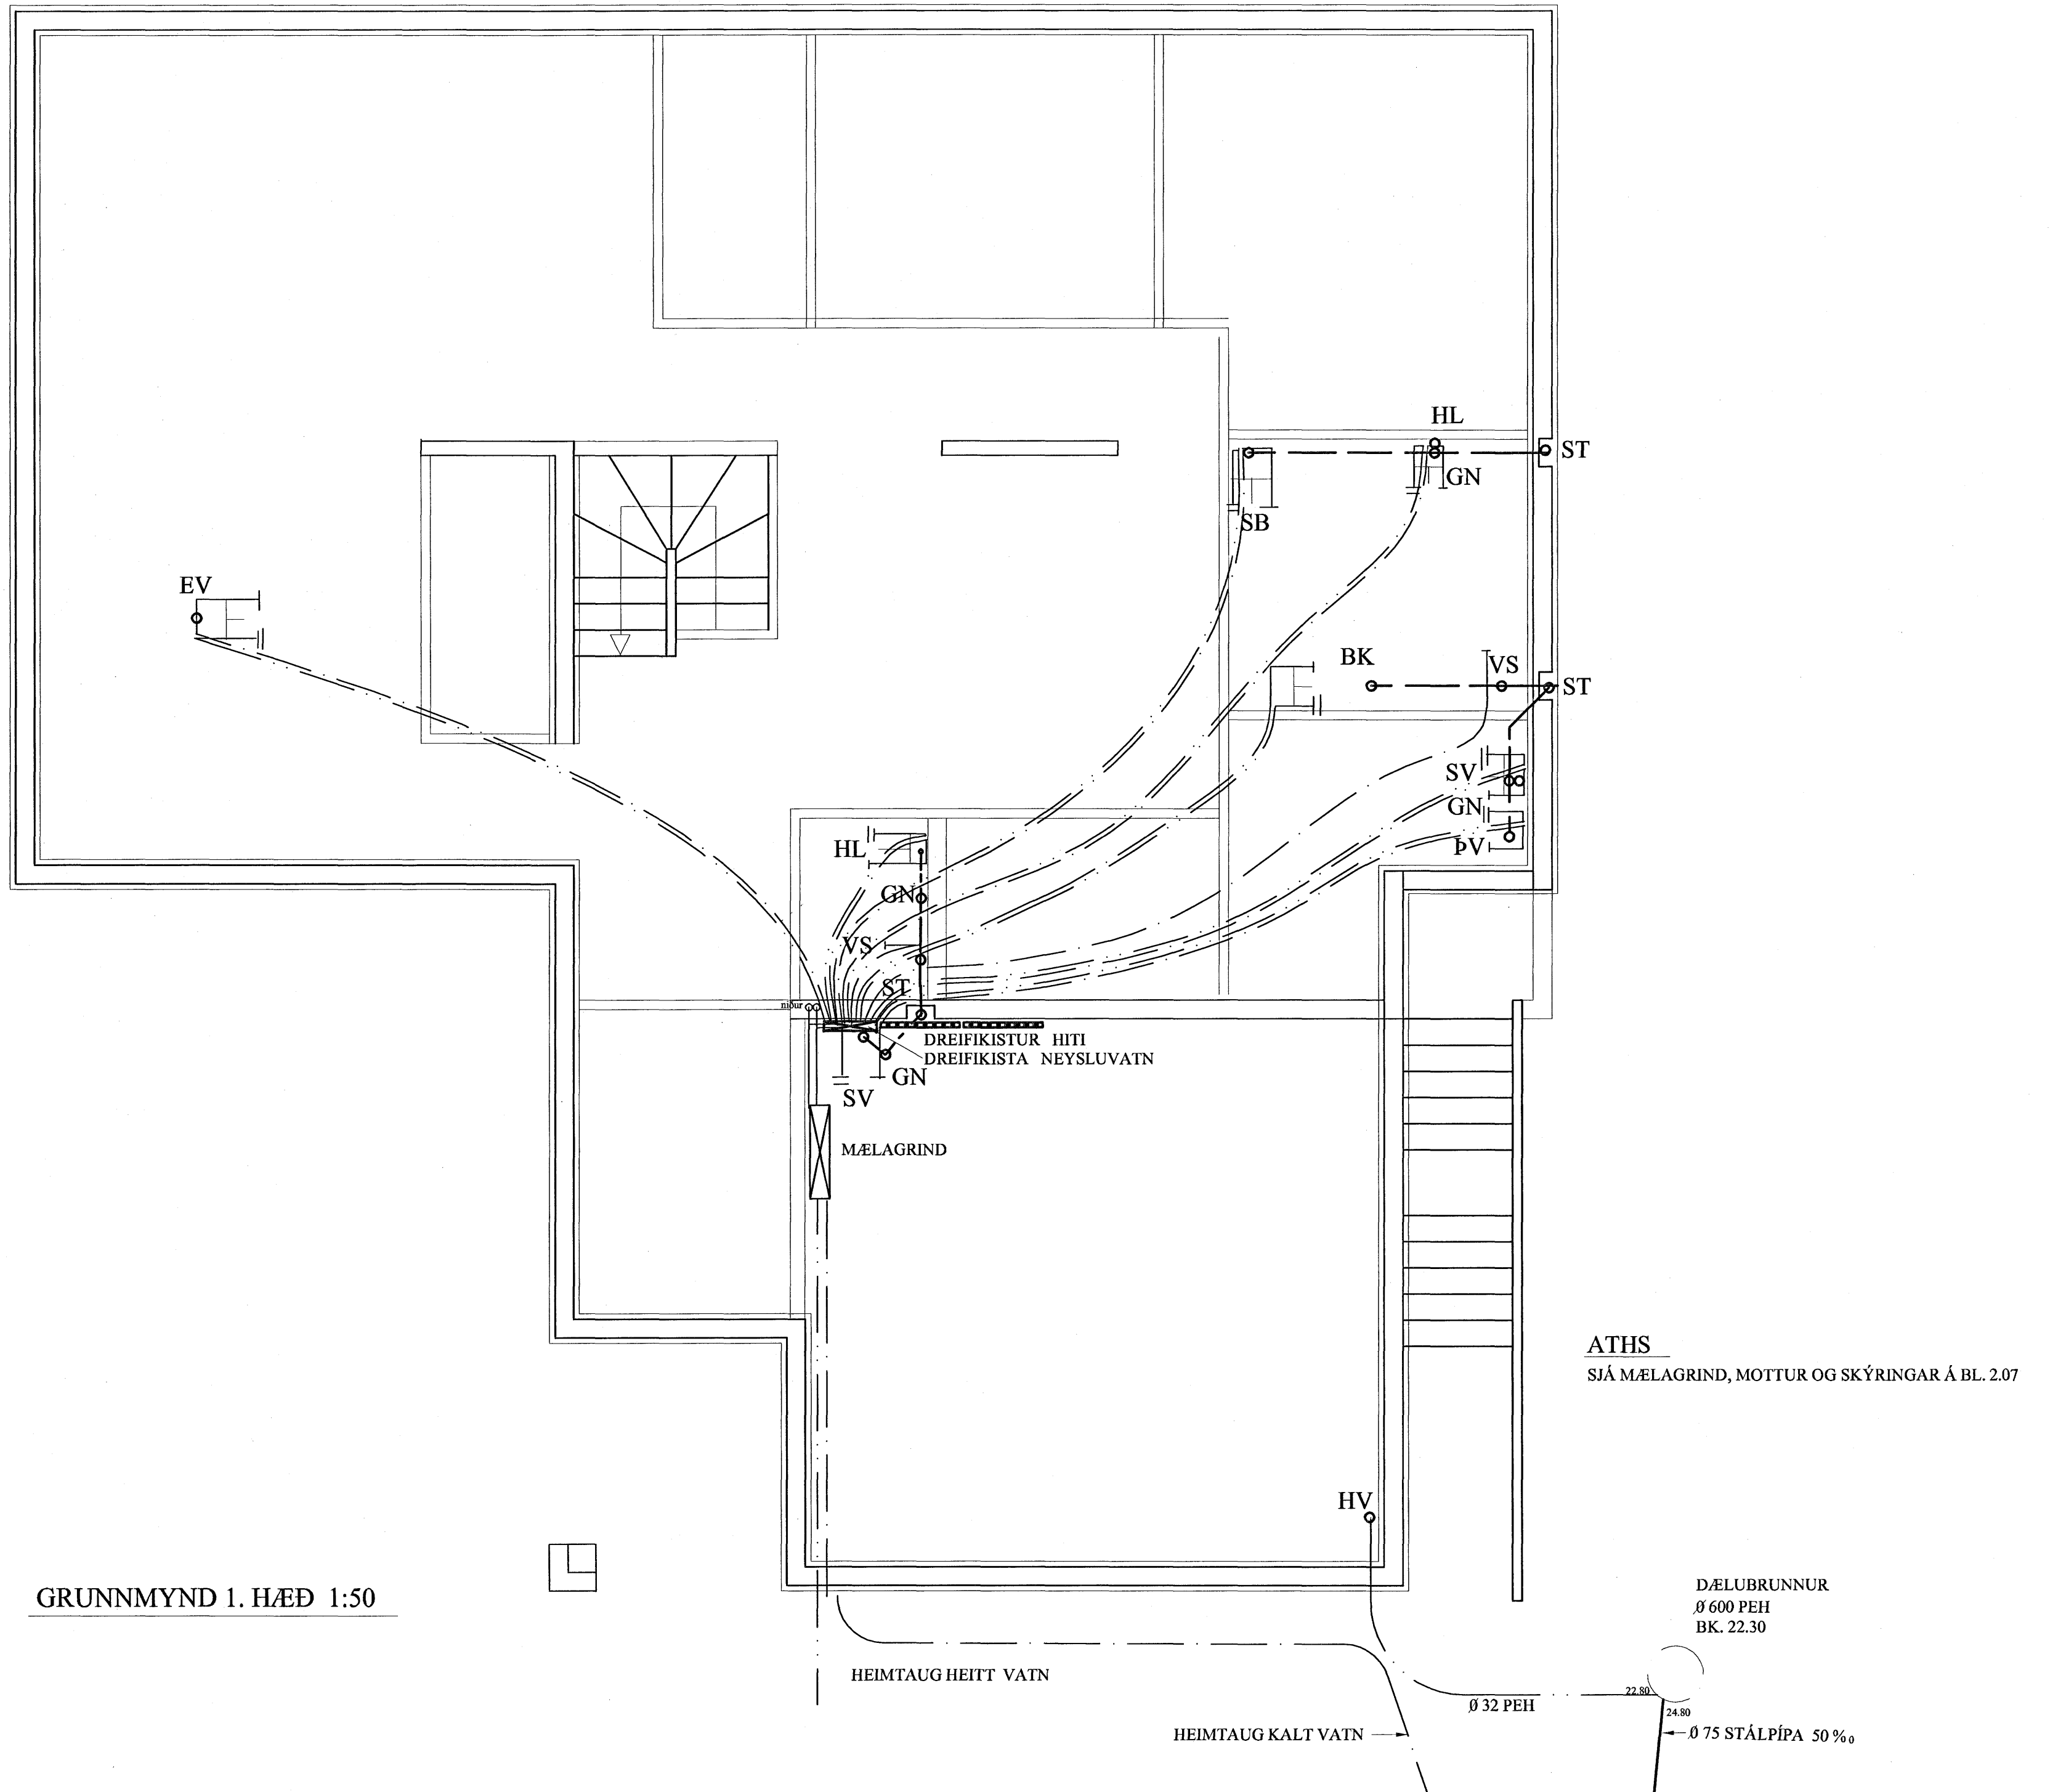 HL
ST
GN
SB
EV
BK
VS
ST
SV
GN
ÞV
HL
GN
VS
ST
niður
DREIFIKISTUR HITI
DREIFIKISTA NEYSLUVATN
GN
SV
MÆLAGRIND
ATHS
SJÁ MÆLAGRIND, MOTTUR OG SKÝRINGAR Á BL. 2.07
HV
GRUNNMYND 1. HÆÐ 1:50
DÆLUBRUNNUR
Ø 600 PEH
BK. 22.30
HEIMTAUG HEITT VATN
22.80
Ø 32 PEH
24.80
HEIMTAUG KALT VATN
Ø 75 STÁLPÍPA 50 ‰